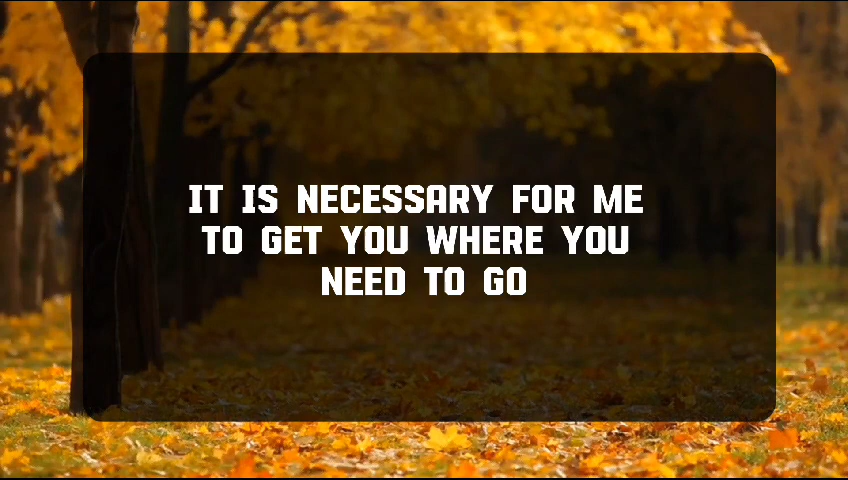 IT IS NECESSARY FOR ME
TO GET YOU WHERE YOU
NEED TO GO